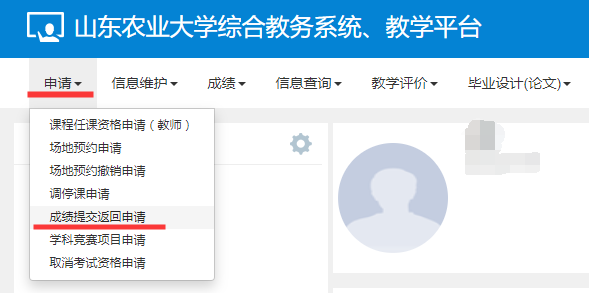 山东农业大学综合教务系统、教学平台
申请 信息维护 成绩 信息查询 教学评价 毕业设计(论文)
课程任课资格申请（教师）
场地预约申请
场地预约撤销申请
调停课申请
成绩提交返回申请
学科竞赛项目申请
取消考试资格申请